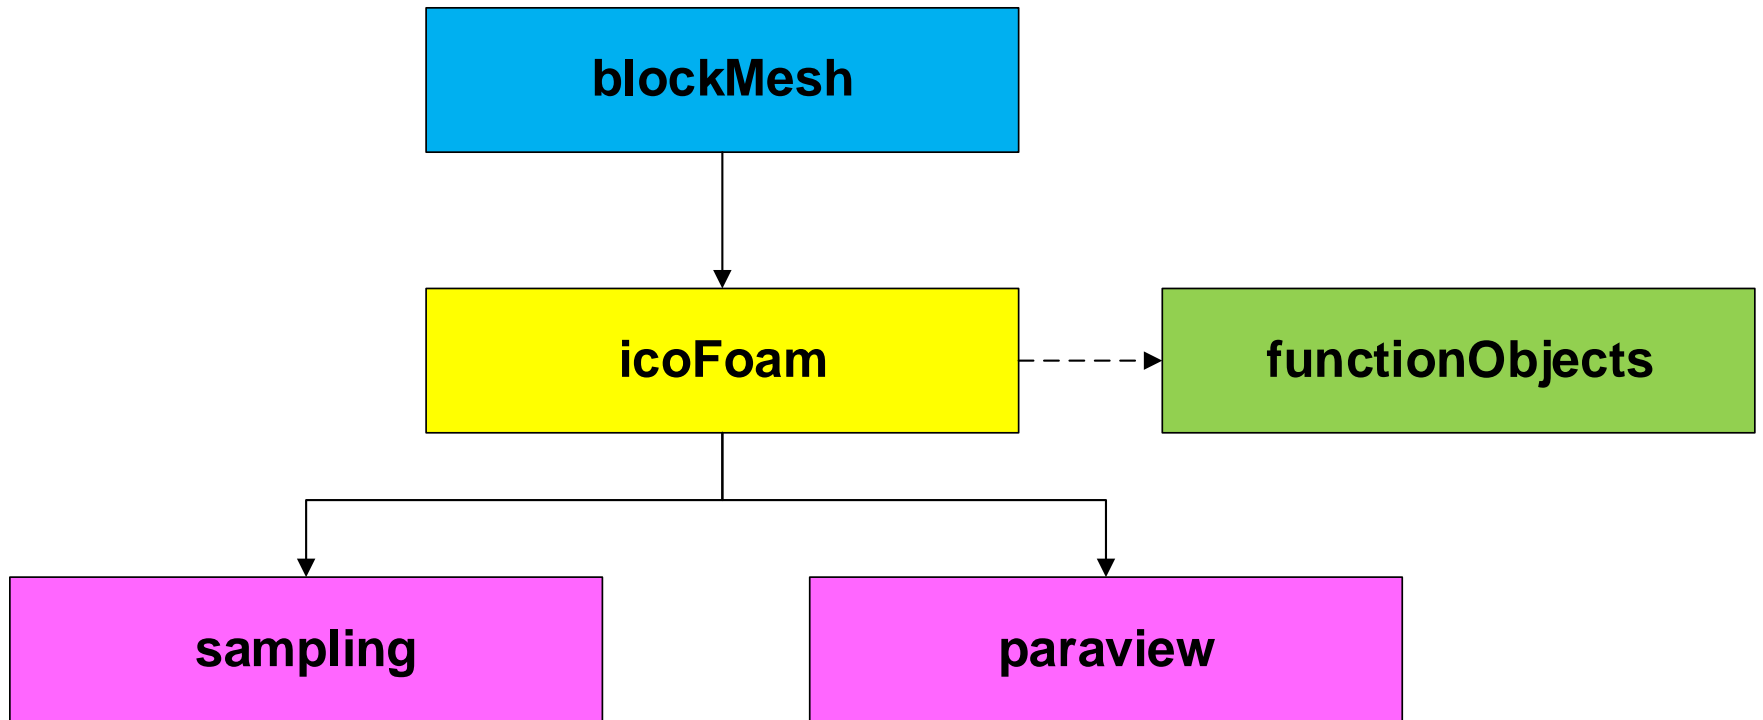 blockMesh
icoFoam
functionObjects
sampling
paraview